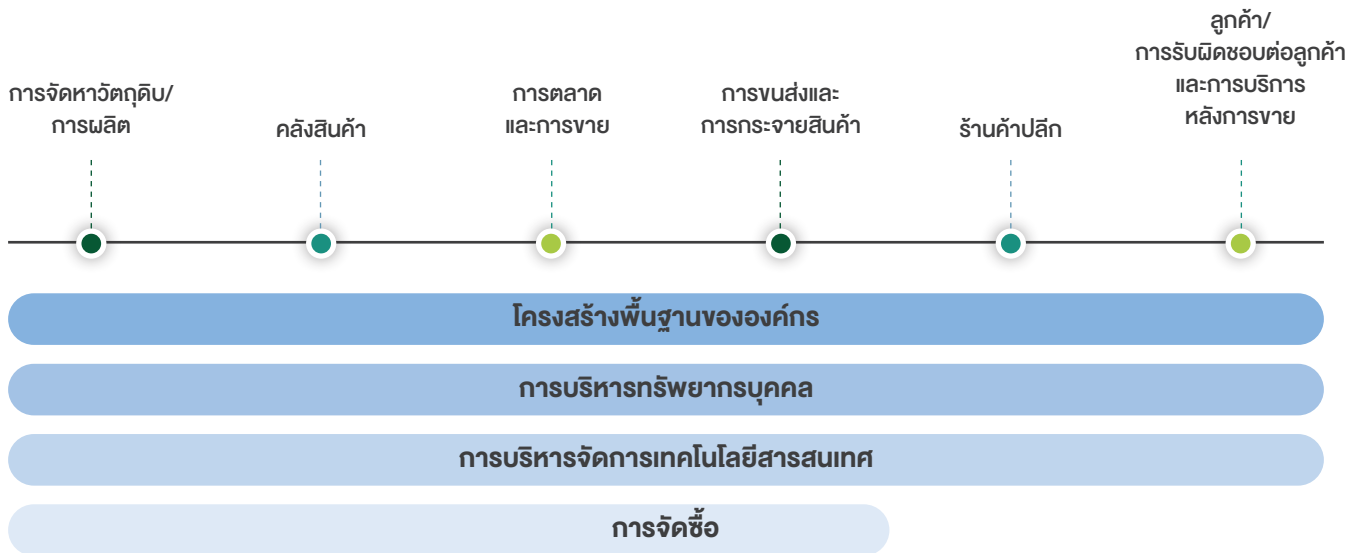 การจัดหาวัตถุดิบ/
การผลิต
คลังสินค้า
การตลาด
และการขาย
การขนส่งและ
การกระจายสินค้า
ร้านค้าปลีก
ลูกค้า/
การรับผิดชอบต่อลูกค้า
และการบริการ
หลังการขาย
โครงสร้างพื้นฐานขององค์กร
การบริหารทรัพยากรบุคคล
การบริหารจัดการเทคโนโลยีสารสนเทศ
การจัดซื้อ